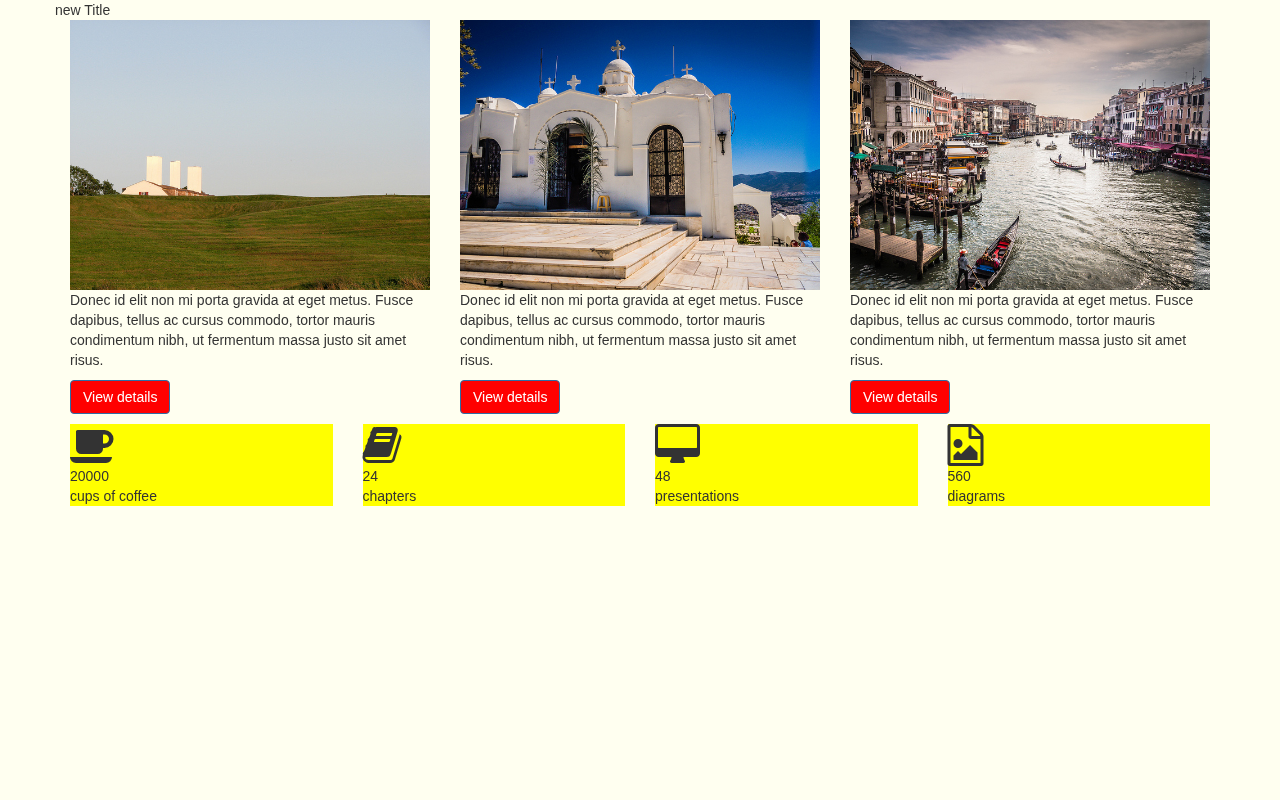 new Title
Donec id elit non mi porta gravida at eget metus. Fusce
dapibus, tellus ac cursus commodo, tortor mauris
condimentum nibh, ut fermentum massa justo sit amet
risus.
View details
Donec id elit non mi porta gravida at eget metus. Fusce
dapibus, tellus ac cursus commodo, tortor mauris
condimentum nibh, ut fermentum massa justo sit amet
risus.
View details
Donec id elit non mi porta gravida at eget metus. Fusce
dapibus, tellus ac cursus commodo, tortor mauris
condimentum nibh, ut fermentum massa justo sit amet
risus.
View details
20000
cups of coffee
24
chapters
48
presentations
560
diagrams